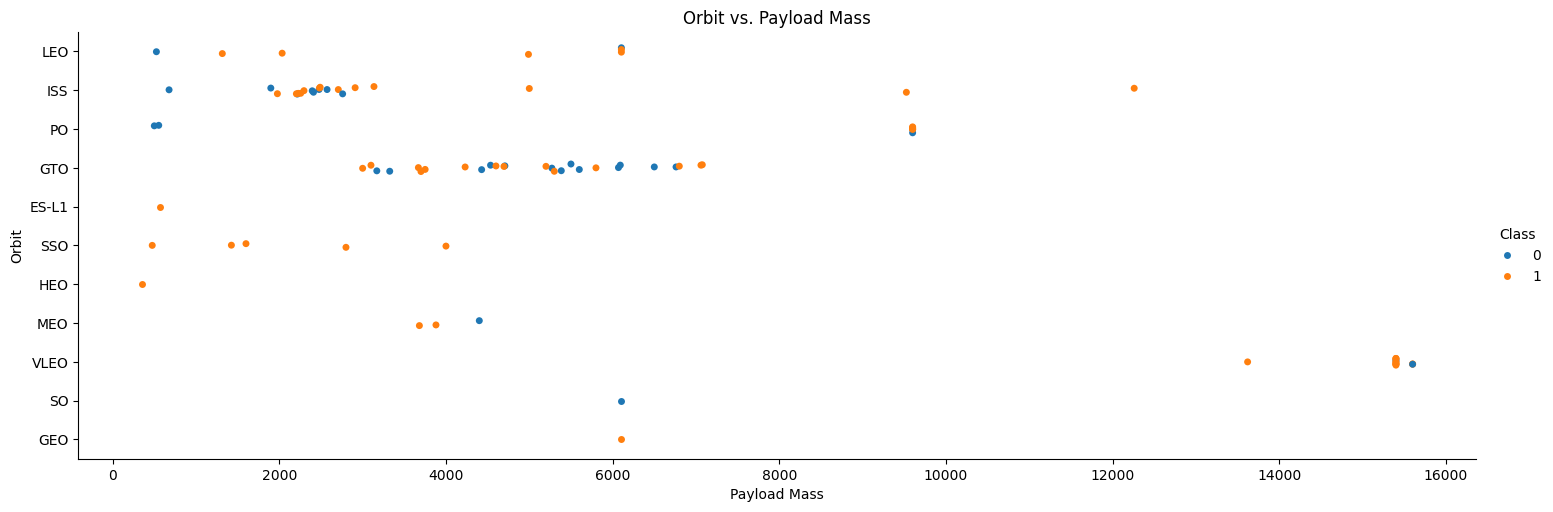 Orbit vs. Payload Mass
LEO
ISS
PO
GTO
ES-L1
SSO
HEO
MEO
VLEO
SO
GEO
Orbit
0
2000
4000
6000
8000
10000
12000
14000
16000
Payload Mass
Class
0
1